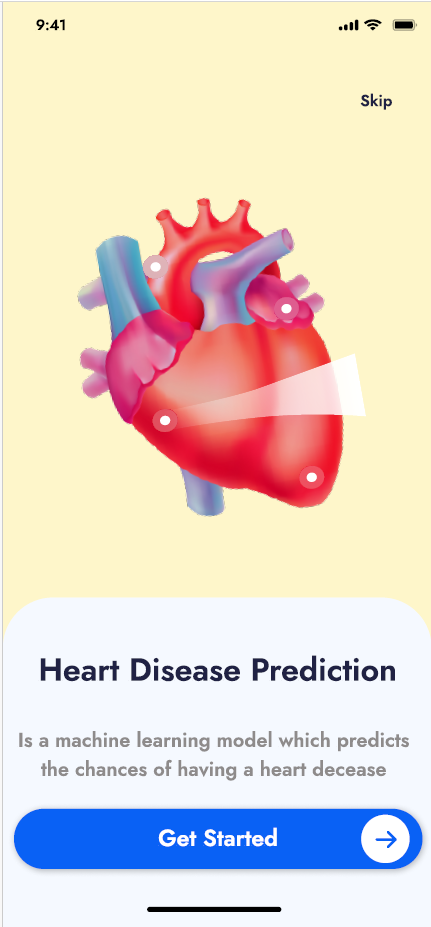 9:41
Skip
Heart Disease Prediction
Is a machine learning model which predicts
the chances of having a heart decease
Get Started